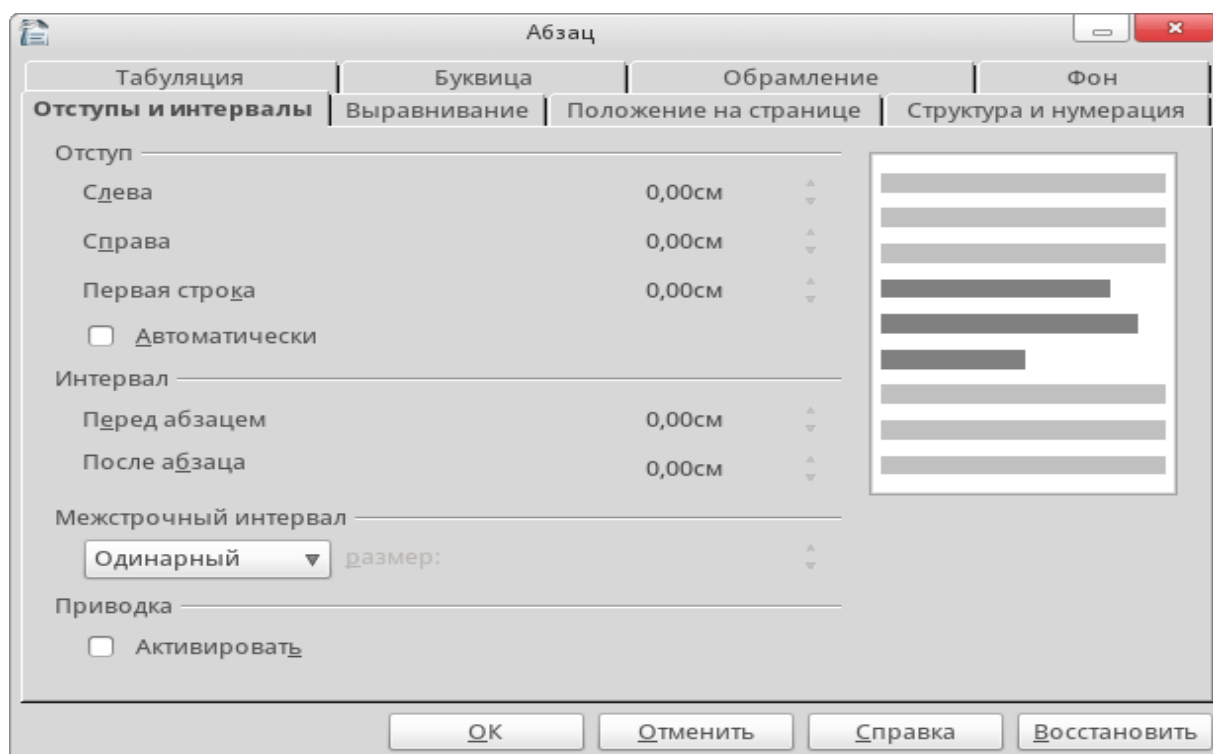 Абзац
Табуляция Буквица Обрамление Фон
Отступы и интервалы Выравнивание Положение на странице Структура и нумерация
Отступ
Слева 0,00см
Справа 0,00см
Первая строка 0,00см
Автоматически
Интервал
Перед абзацем 0,00см
После абзаца 0,00см
Межстрочный интервал
Одинарный размер:
Приводка
Активировать
ОК Отменить Справка Восстановить